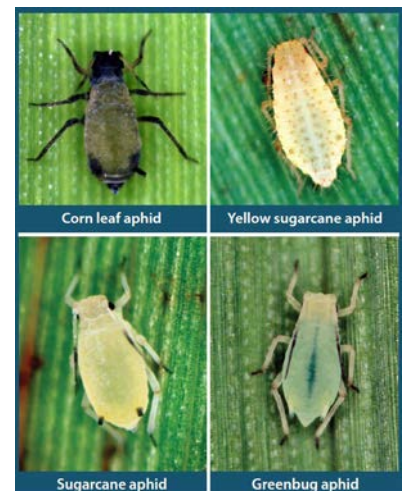 Corn leaf aphid
Yellow sugarcane aphid
Sugarcane aphid
Greenbug aphid